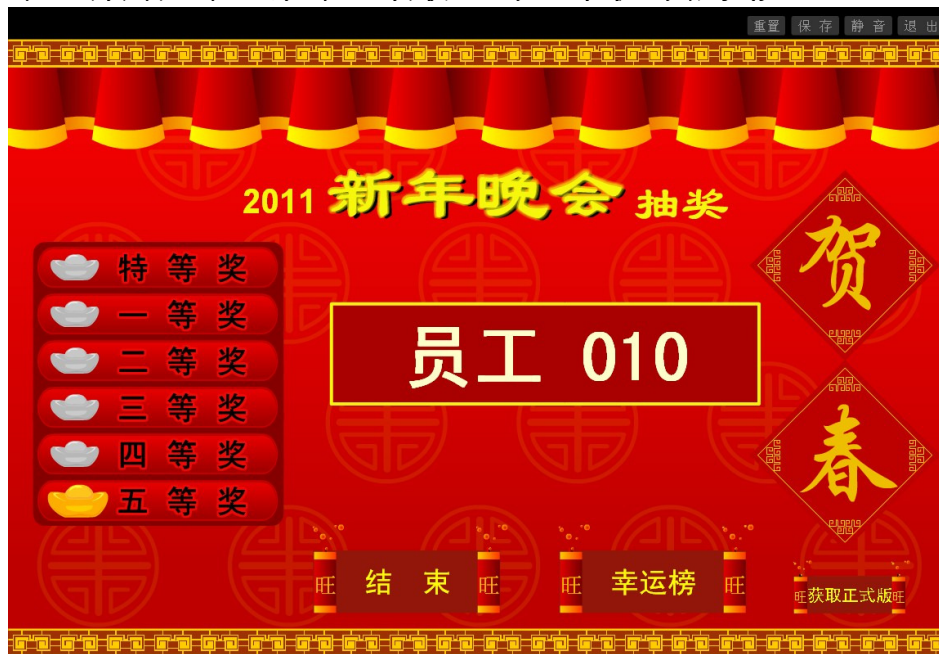 重置 保存 静音 退出
2011 新年晚会 抽奖
特等奖
一等奖
二等奖
三等奖
四等奖
五等奖
员工 010
贺
春
旺 结 束 旺
旺 幸运榜 旺
旺 获取正式版 旺